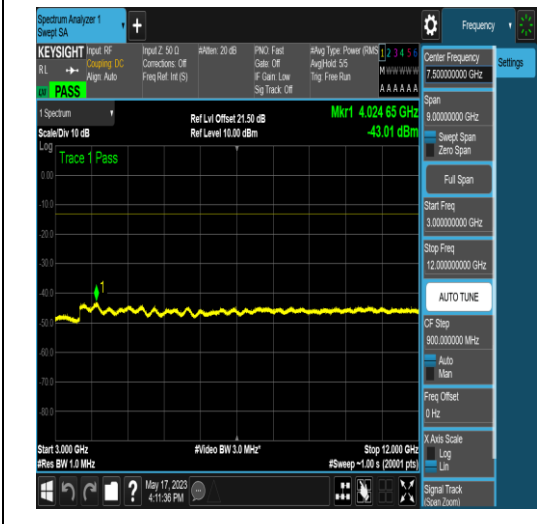 Spectrum Analyzer 1
Swept SA
+
Frequency
KEYSIGHT
RL
PASS
Input: RF
Coupling: DC
Align: Auto
Input Z: 50 Ω
Corrections: Off
Freq Ref: Int (S)
#Atten: 20 dB
PNO: Fast
Gate: Off
IF Gain: Low
Sig Track: Off
#Avg Type: Power (RMS
Avg|Hold: 5/5
Trig: Free Run
1 2 3 4 5 6
M w w w w w
A A A A A A
1 Spectrum
Scale/Div 10 dB
Ref Lvl Offset 21.50 dB
Ref Level 10.00 dBm
Mkr1 4.024 65 GHz
-43.01 dBm
Log
Trace 1 Pass
0.00
-10.0
-20.0
-30.0
-40.0
-50.0
-60.0
-70.0
-80.0
1
Start 3.000 GHz
#Res BW 1.0 MHz
#Video BW 3.0 MHz*
Stop 12.000 GHz
#Sweep ~1.00 s (20001 pts)
?
May 17, 2023
4:11:36 PM
Center Frequency
7.500000000 GHz
Settings
Span
9.00000000 GHz
Swept Span
Zero Span
Full Span
Start Freq
3.000000000 GHz
Stop Freq
12.000000000 GHz
AUTO TUNE
CF Step
900.000000 MHz
Auto
Man
Freq Offset
0 Hz
X Axis Scale
Log
Lin
Signal Track
(Span Zoom)